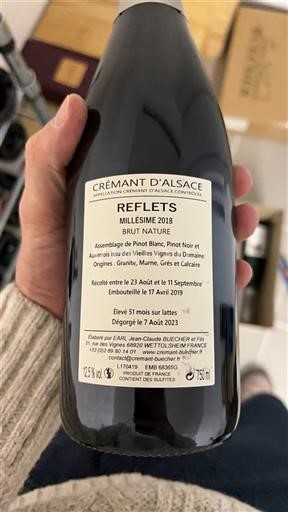 CRÉMANT D'ALSACE
APPELLATION CRÉMANT D'ALSACE CONTRÔLÉE
REFLETS
MILLÉSIME 2018
BRUT NATURE
Assemblage de Pinot Blanc, Pinot Noir et
Auxerrois issu des Vieilles Vignes du Domaine.
Origines : Granite, Marne, Grès et Calcaire
Récolté entre le 23 Août et le 11 Septembre
Embouteillé le 17 Avril 2019
Élevé 51 mois sur lattes
Dégorgé le 7 Août 2023
Elaboré par EARL Jean-Claude BUECHER et Fils
31, rue des Vignes 68920 WETTOLSHEIM FRANCE
+33 (0)3 89 80 14 01 www.cremant-buecher.fr
contact@cremant-buecher.fr
12.5 % vol. L170419 EMB 68365G 750 ml
PRODUIT DE FRANCE
CONTIENT DES SULFITES